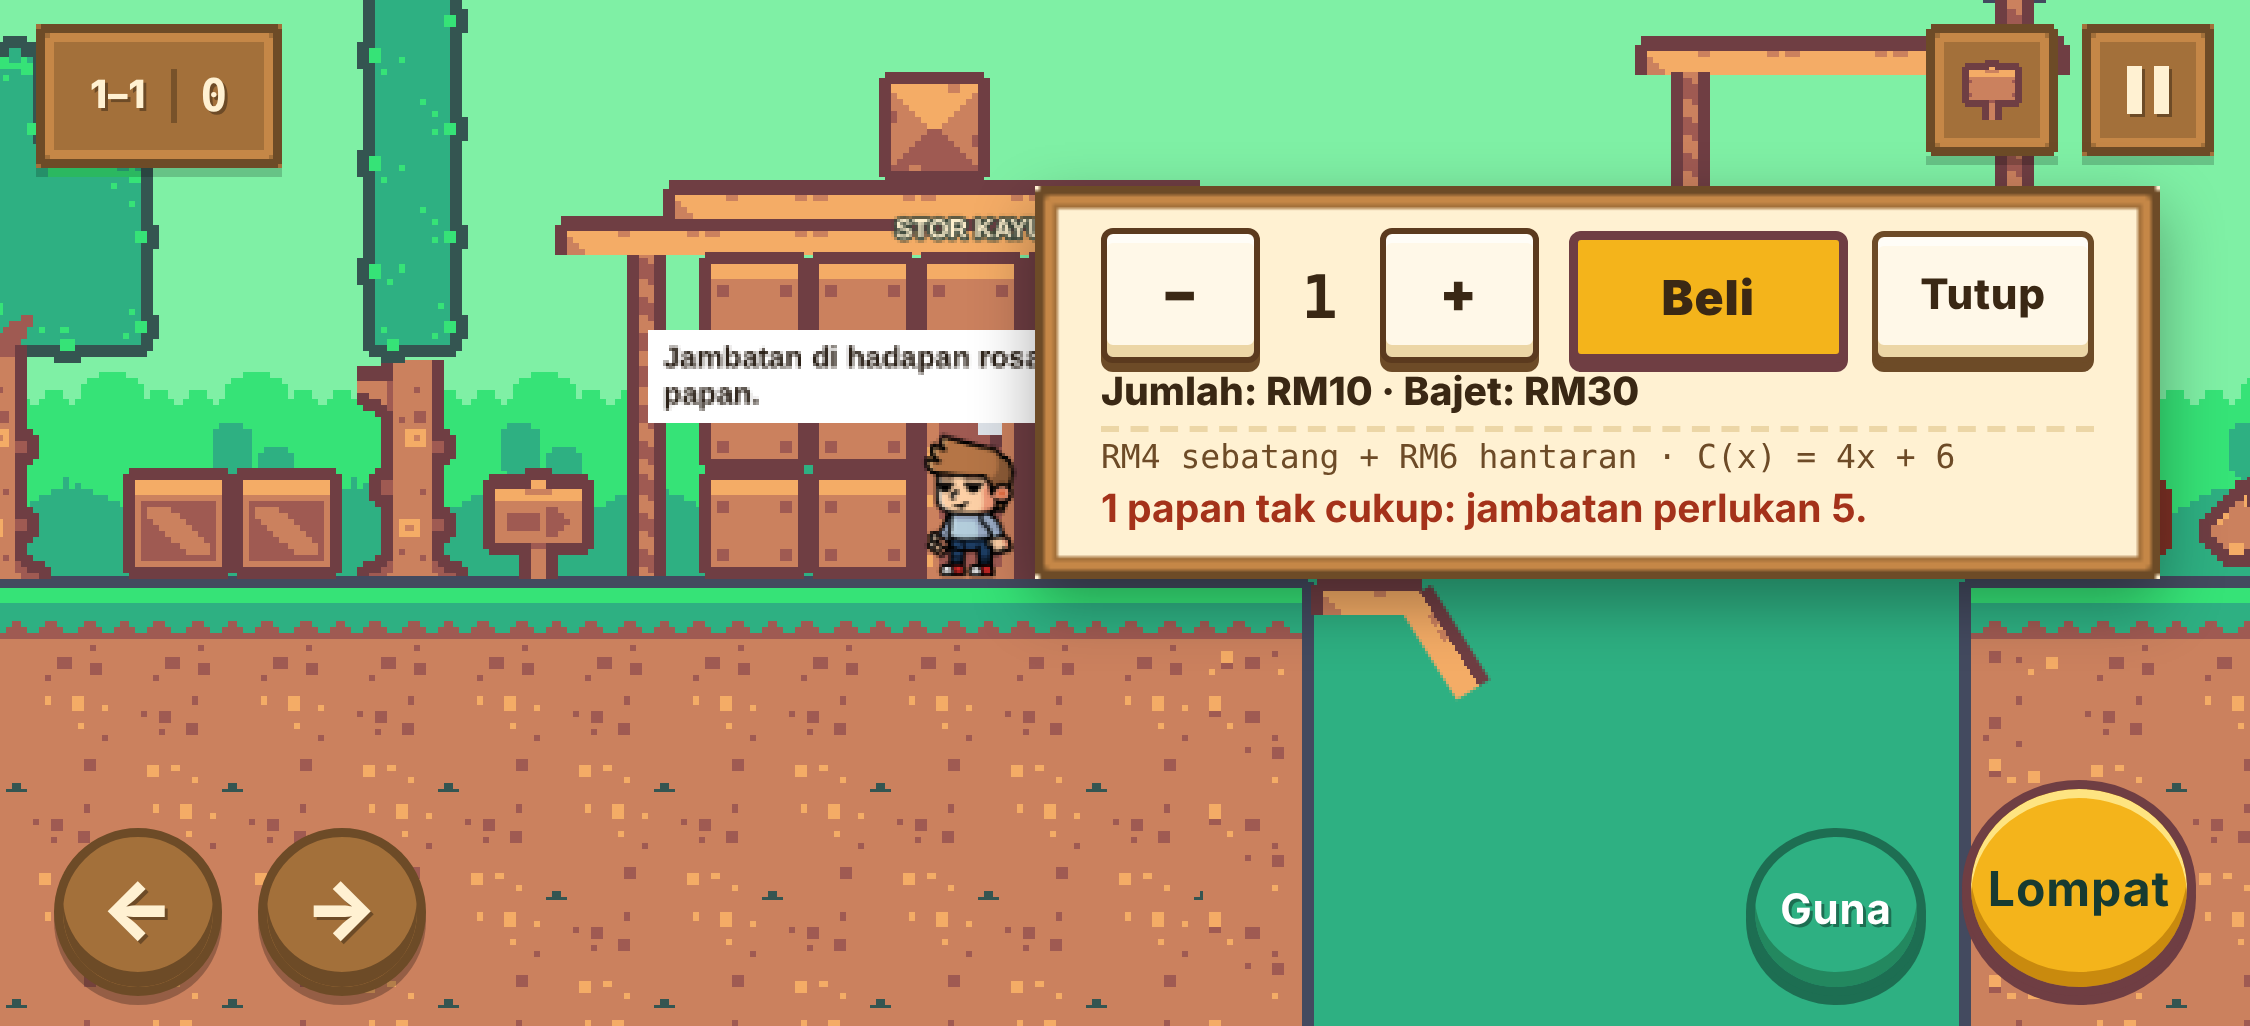 1–1 | 0
STOR KAYU
Jambatan di hadapan
papan.
− 1 + Beli Tutup
Jumlah: RM10 · Bajet: RM30
RM4 sebatang + RM6 hantaran · C(x) = 4x + 6
1 papan tak cukup: jambatan perlukan 5.
Guna
Lompat